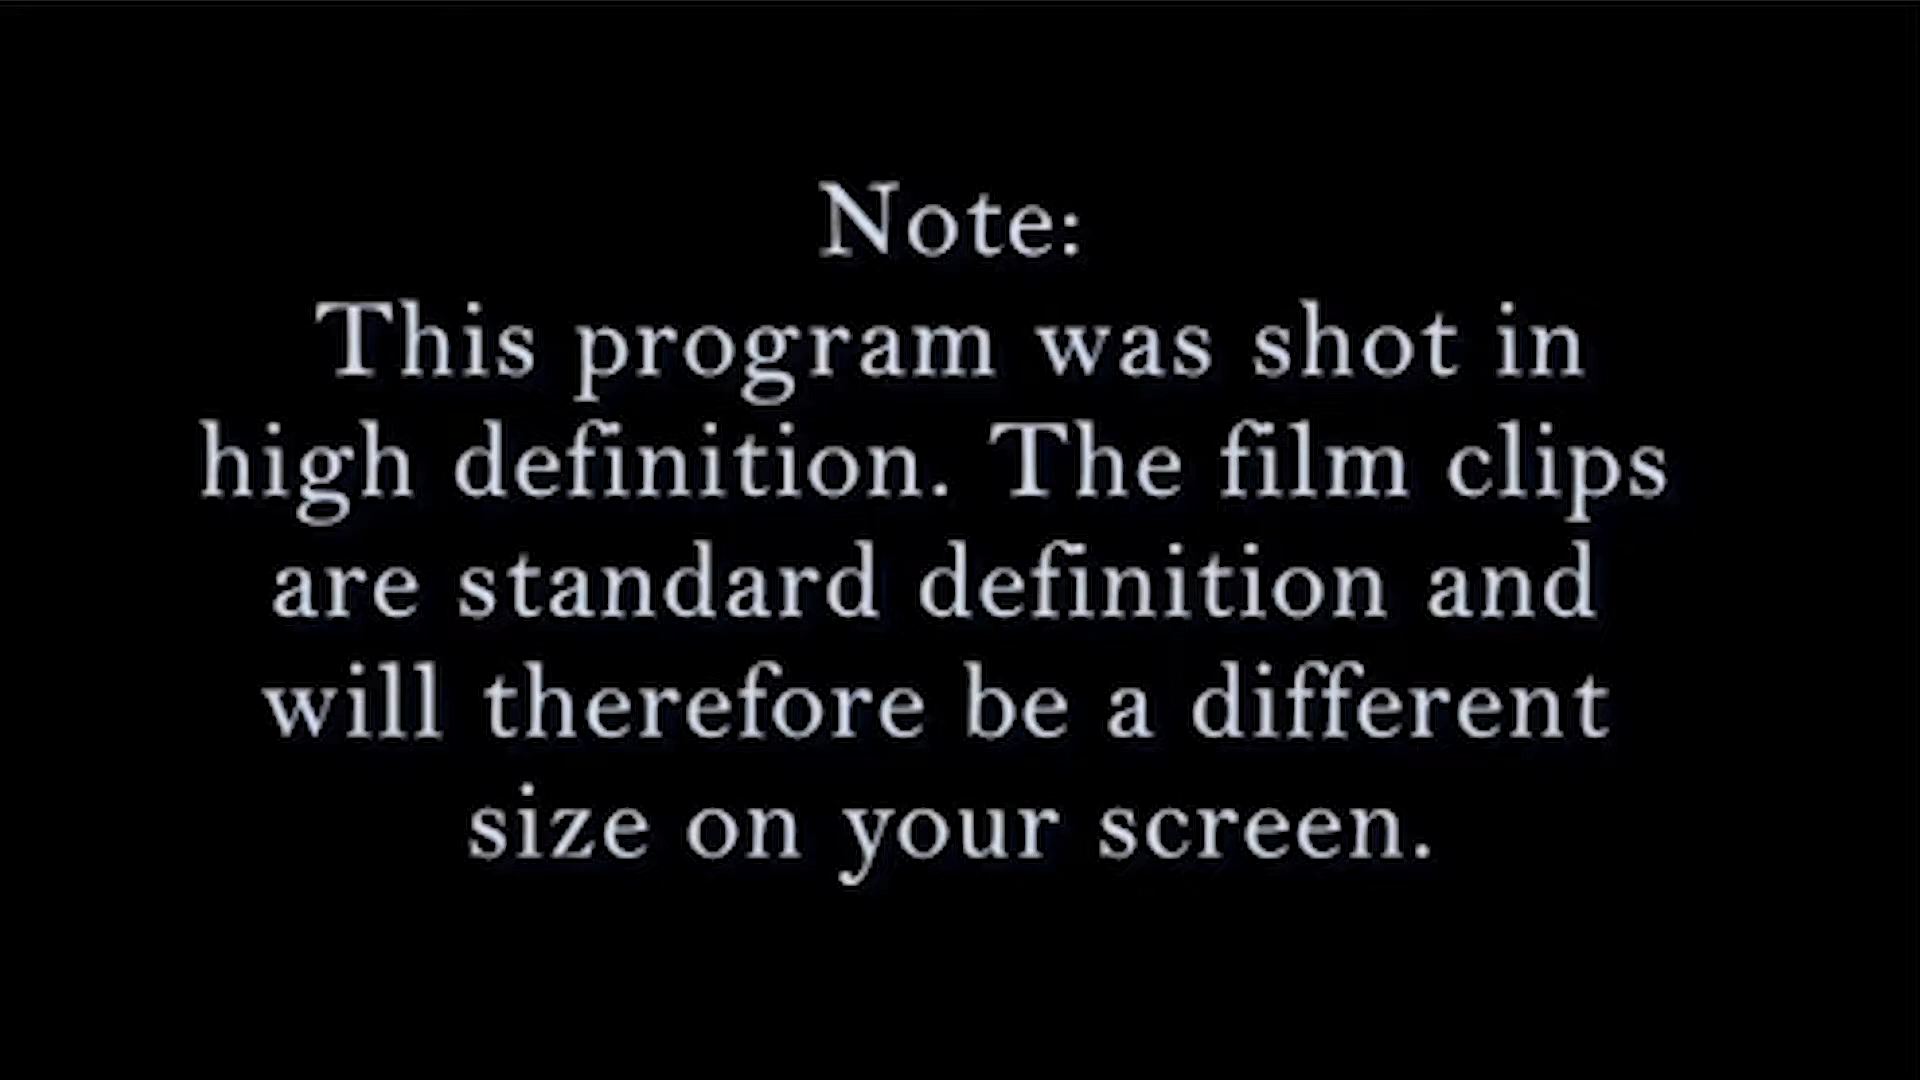 Note:
This program was shot in
high definition. The film clips
are standard definition and
will therefore be a different
size on your screen.